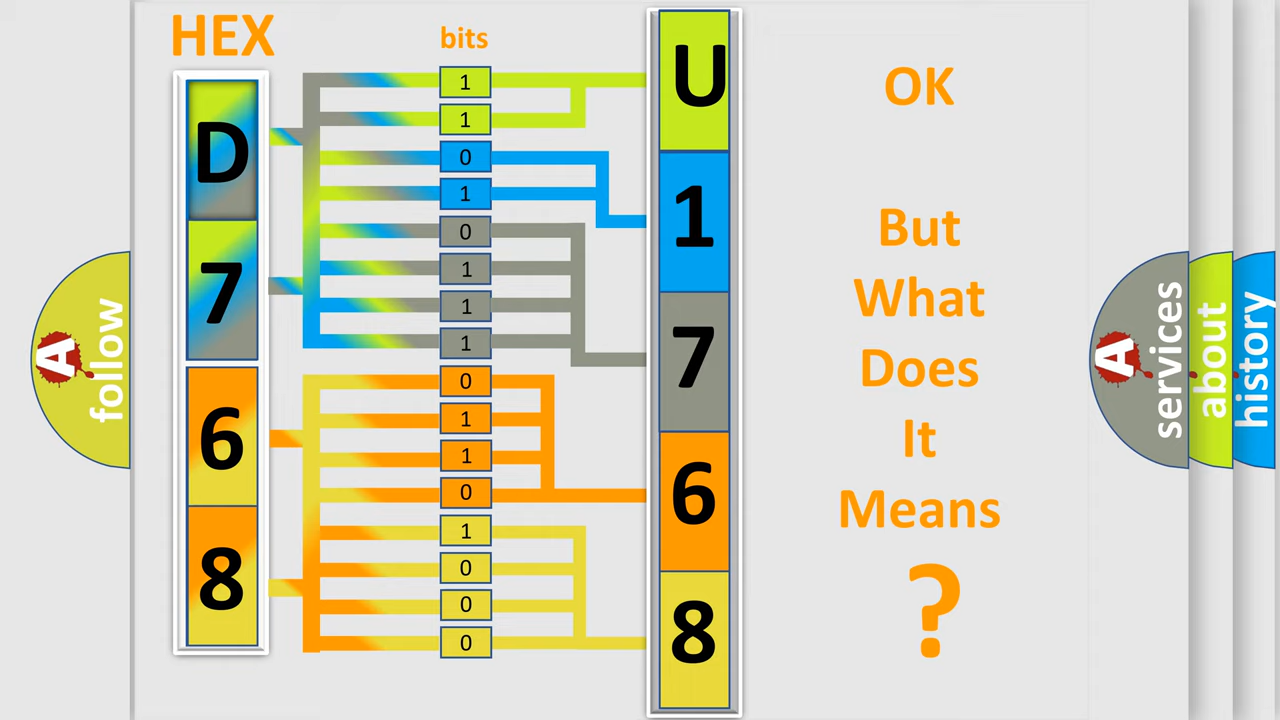 HEX
D
7
6
8
bits
1
1
0
1
0
1
1
1
0
1
1
0
1
0
0
0
U
1
7
6
8
OK
But
What
Does
It
Means
?
A
follow
A
services
about
history